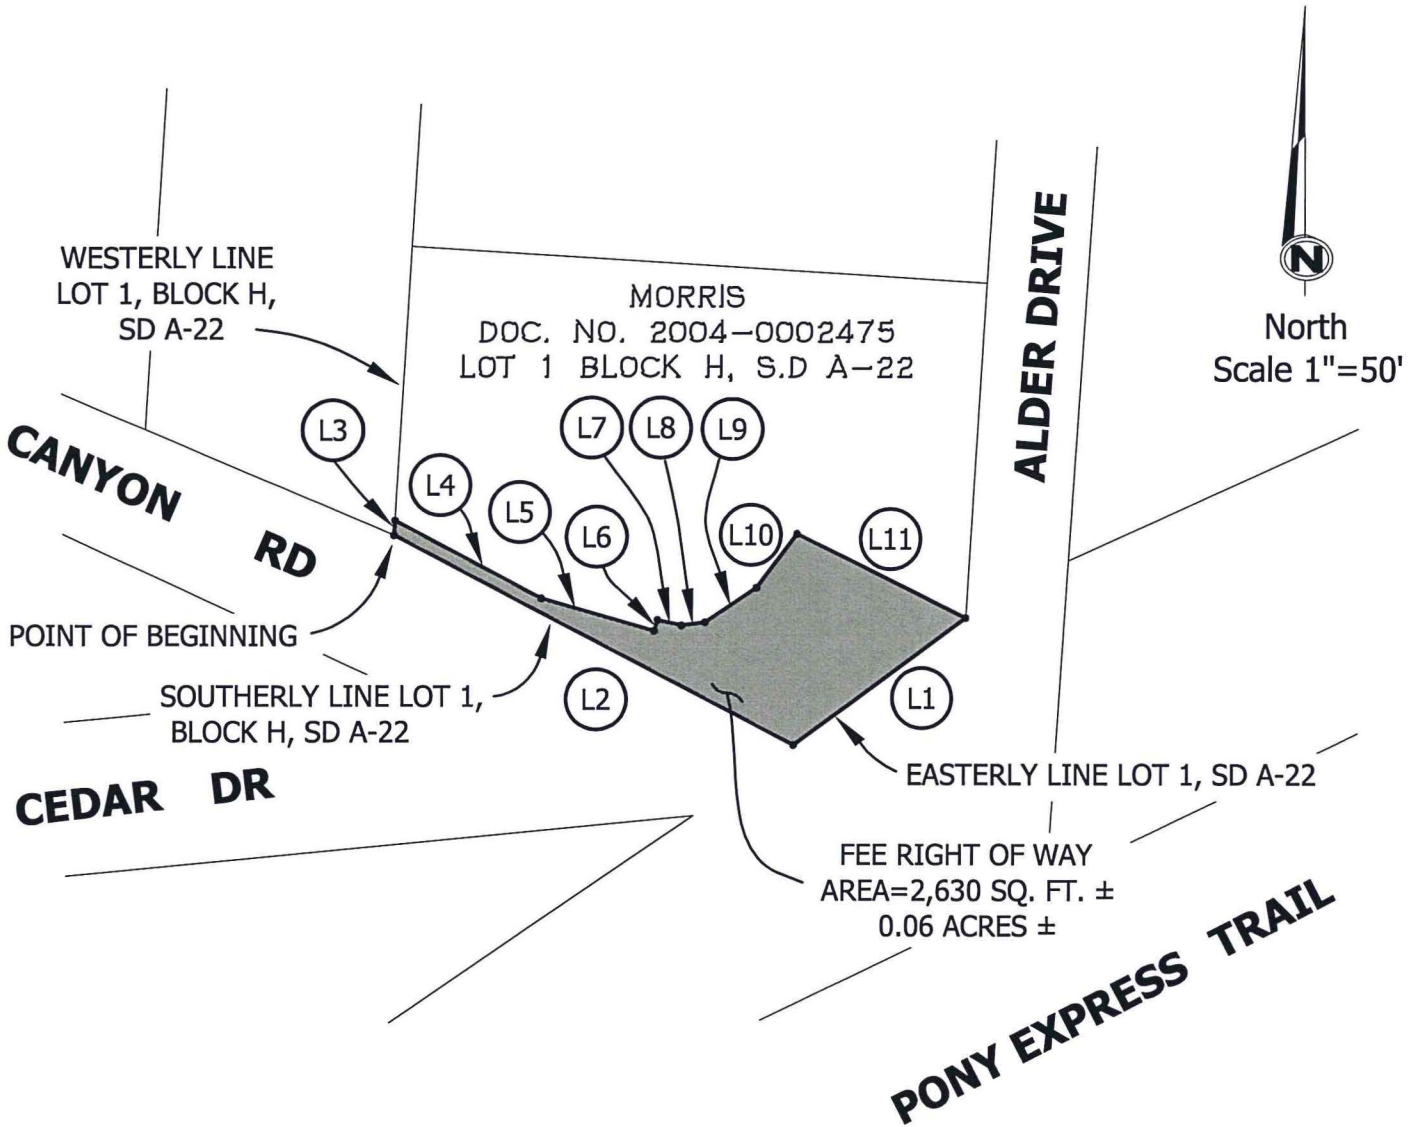 WESTERLY LINE
LOT 1, BLOCK H,
SD A-22
MORRIS
DOC. NO. 2004-0002475
LOT 1 BLOCK H, S.D A-22
ALDER DRIVE
N
North
Scale 1"=50'
CANYON RD
L3
L4
L5
L6
L7
L8
L9
L10
L11
POINT OF BEGINNING
SOUTHERLY LINE LOT 1,
BLOCK H, SD A-22
L2
L1
CEDAR DR
EASTERLY LINE LOT 1, SD A-22
FEE RIGHT OF WAY
AREA=2,630 SQ. FT. ±
0.06 ACRES ±
PONY EXPRESS TRAIL